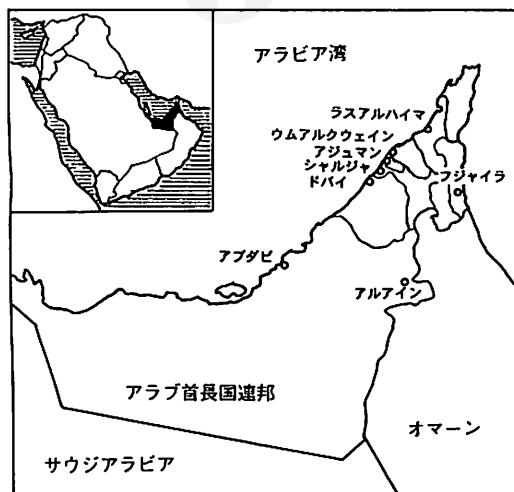 アラビア湾
ラスアルハイマ
ウムアルクウェイン
アジュマン
シャルジャ
ドバイ
フジャイラ
アブダビ
アルアイン
アラブ首長国連邦
オマーン
サウジアラビア